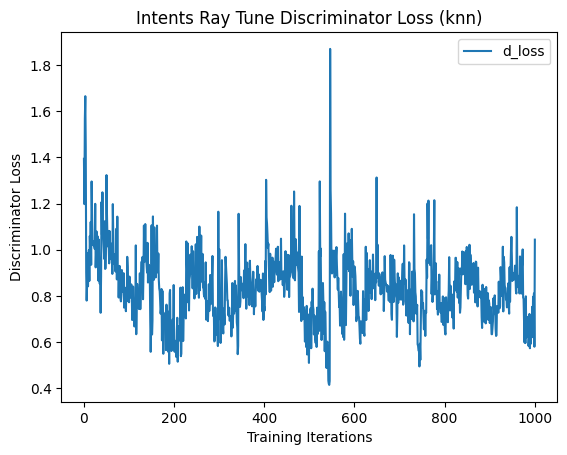 Intents Ray Tune Discriminator Loss (knn)
d_loss
Discriminator Loss
1.8
1.6
1.4
1.2
1.0
0.8
0.6
0.4
0 200 400 600 800 1000
Training Iterations